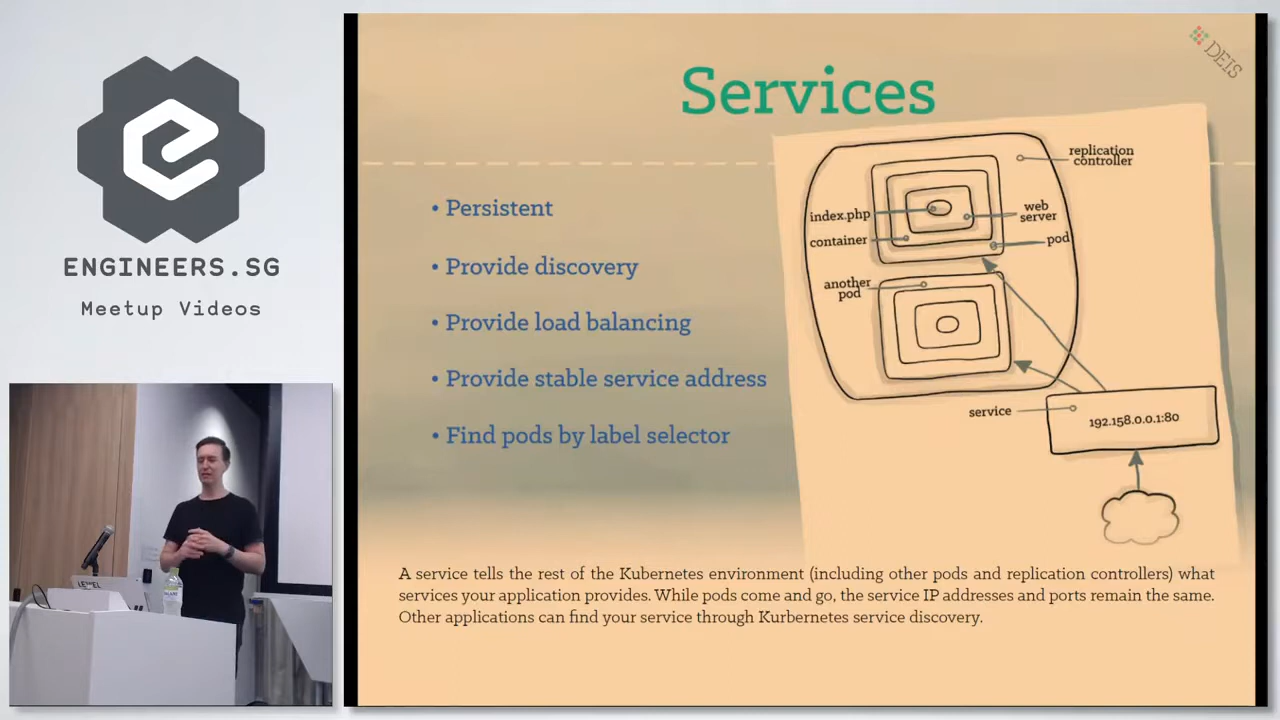 ENGINEERS.SG
Meetup Videos
DEIS
Services
• Persistent
• Provide discovery
• Provide load balancing
• Provide stable service address
• Find pods by label selector
replication
controller
index.php
web
server
container
pod
another
pod
service
192.158.0.0.1:80
A service tells the rest of the Kubernetes environment (including other pods and replication controllers) what
services your application provides. While pods come and go, the service IP addresses and ports remain the same.
Other applications can find your service through Kurbernetes service discovery.